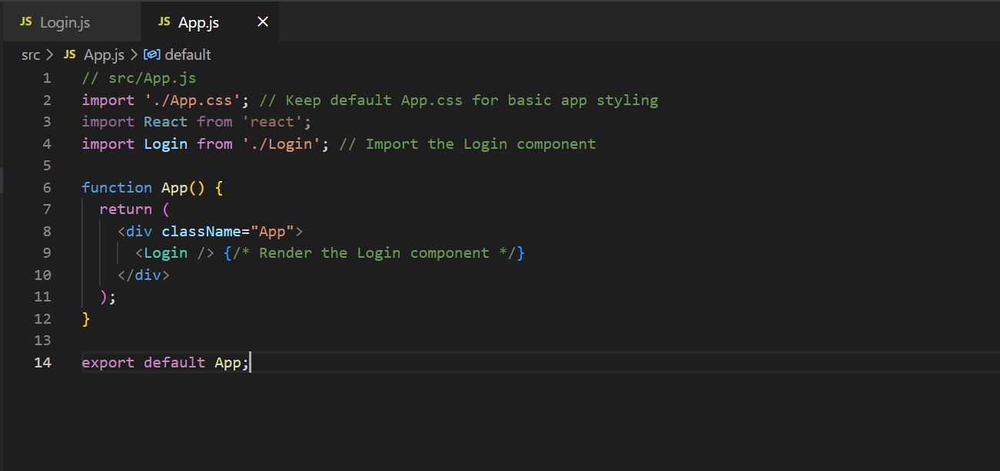 JS Login.js JS App.js
src > JS App.js > default
1 // src/App.js
2 import './App.css'; // Keep default App.css for basic app styling
3 import React from 'react';
4 import Login from './Login'; // Import the Login component
5
6 function App() {
7   return (
8     <div className="App">
9       <Login /> {/* Render the Login component */}
10     </div>
11   );
12 }
13
14 export default App;